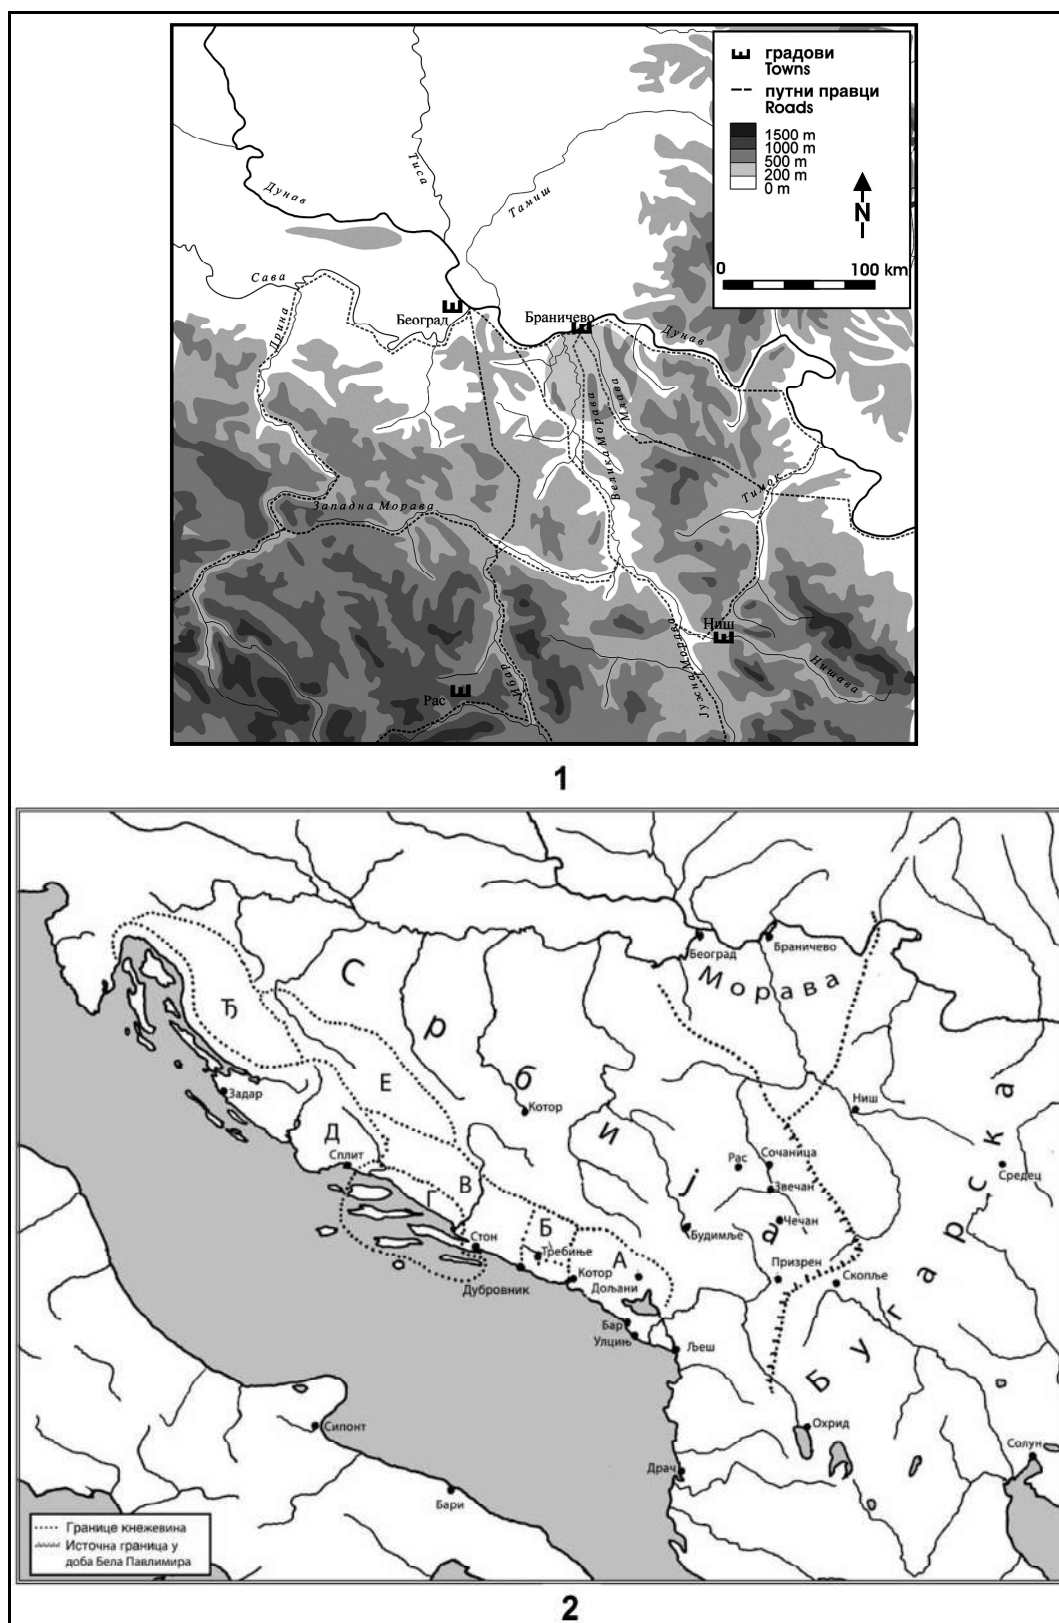 градови
Towns
путни правци
Roads
1500 m
1000 m
500 m
200 m
0 m
N
0 100 km
Дунав
Тиса
Тамиш
Сава
Дрина
Београд
Браничево
Дунав
Млава
Велика Морава
Тимок
Западна Морава
Ниш
Нишава
Јужна Морава
Ибар
Рас
1
Србија
Морава
Бугарска
Београд
Браничево
Ђ
Е
Задар
Котор
Ниш
Д
Сплит
Рас
Сочаница
Звечан
Средец
В
Г
Чечан
Стон
Б
Требиње
А
Будимље
Призрен
Скопље
Дубровник
Котор
Дољани
Бар
Улцињ
Љеш
Охрид
Солун
Сипонт
Драч
Бари
Границе кнежевина
Источна граница у
доба Бела Павлимира
2